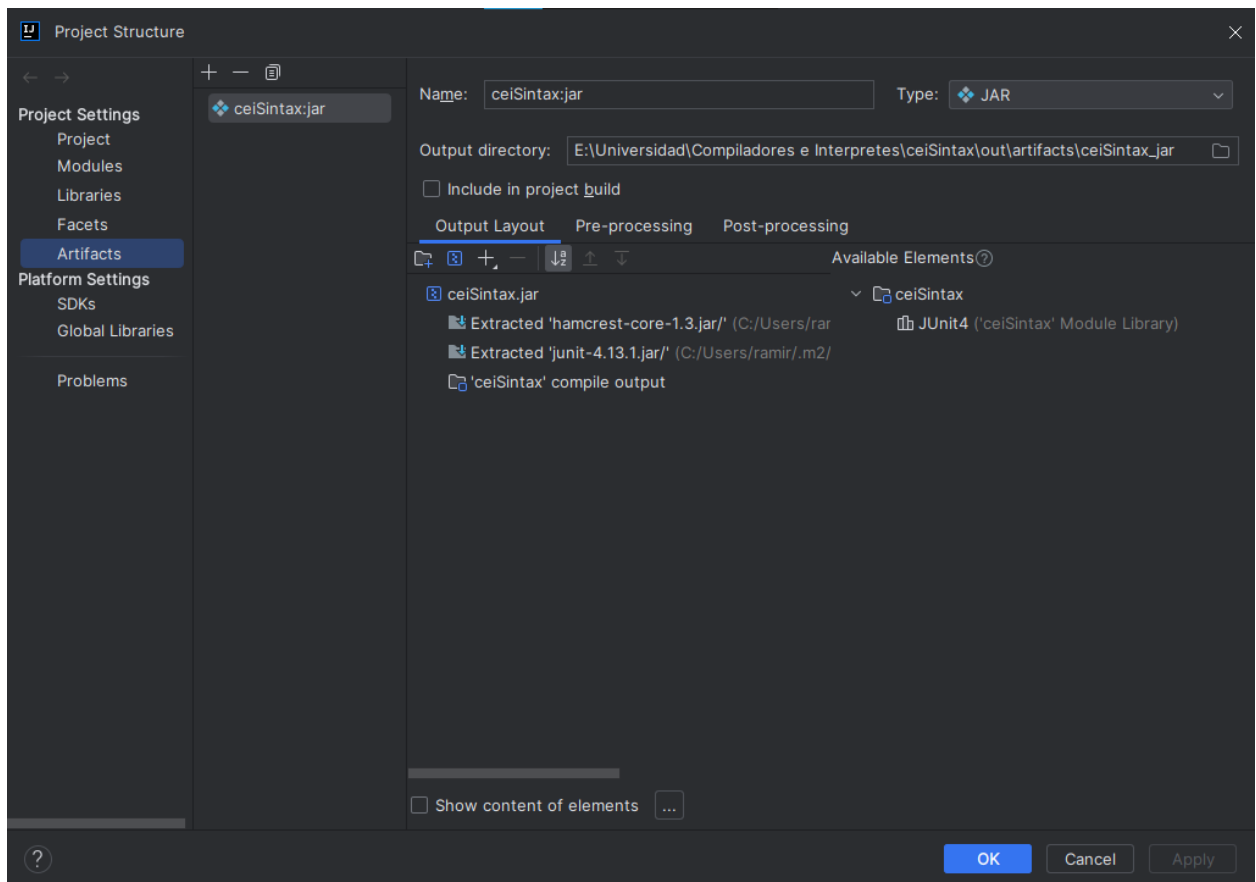 Project Structure
Project Settings
Project
Modules
Libraries
Facets
Artifacts
Platform Settings
SDKs
Global Libraries
Problems
ceiSintax:jar
Name: ceiSintax:jar Type: JAR
Output directory: E:\Universidad\Compiladores e Interpretes\ceiSintax\out\artifacts\ceiSintax_jar
Include in project build
Output Layout Pre-processing Post-processing
Available Elements
ceiSintax.jar
Extracted 'hamcrest-core-1.3.jar/' (C:/Users/rar
Extracted 'junit-4.13.1.jar/' (C:/Users/ramir/.m2/
'ceiSintax' compile output
ceiSintax
JUnit4 ('ceiSintax' Module Library)
Show content of elements ...
? OK Cancel Apply